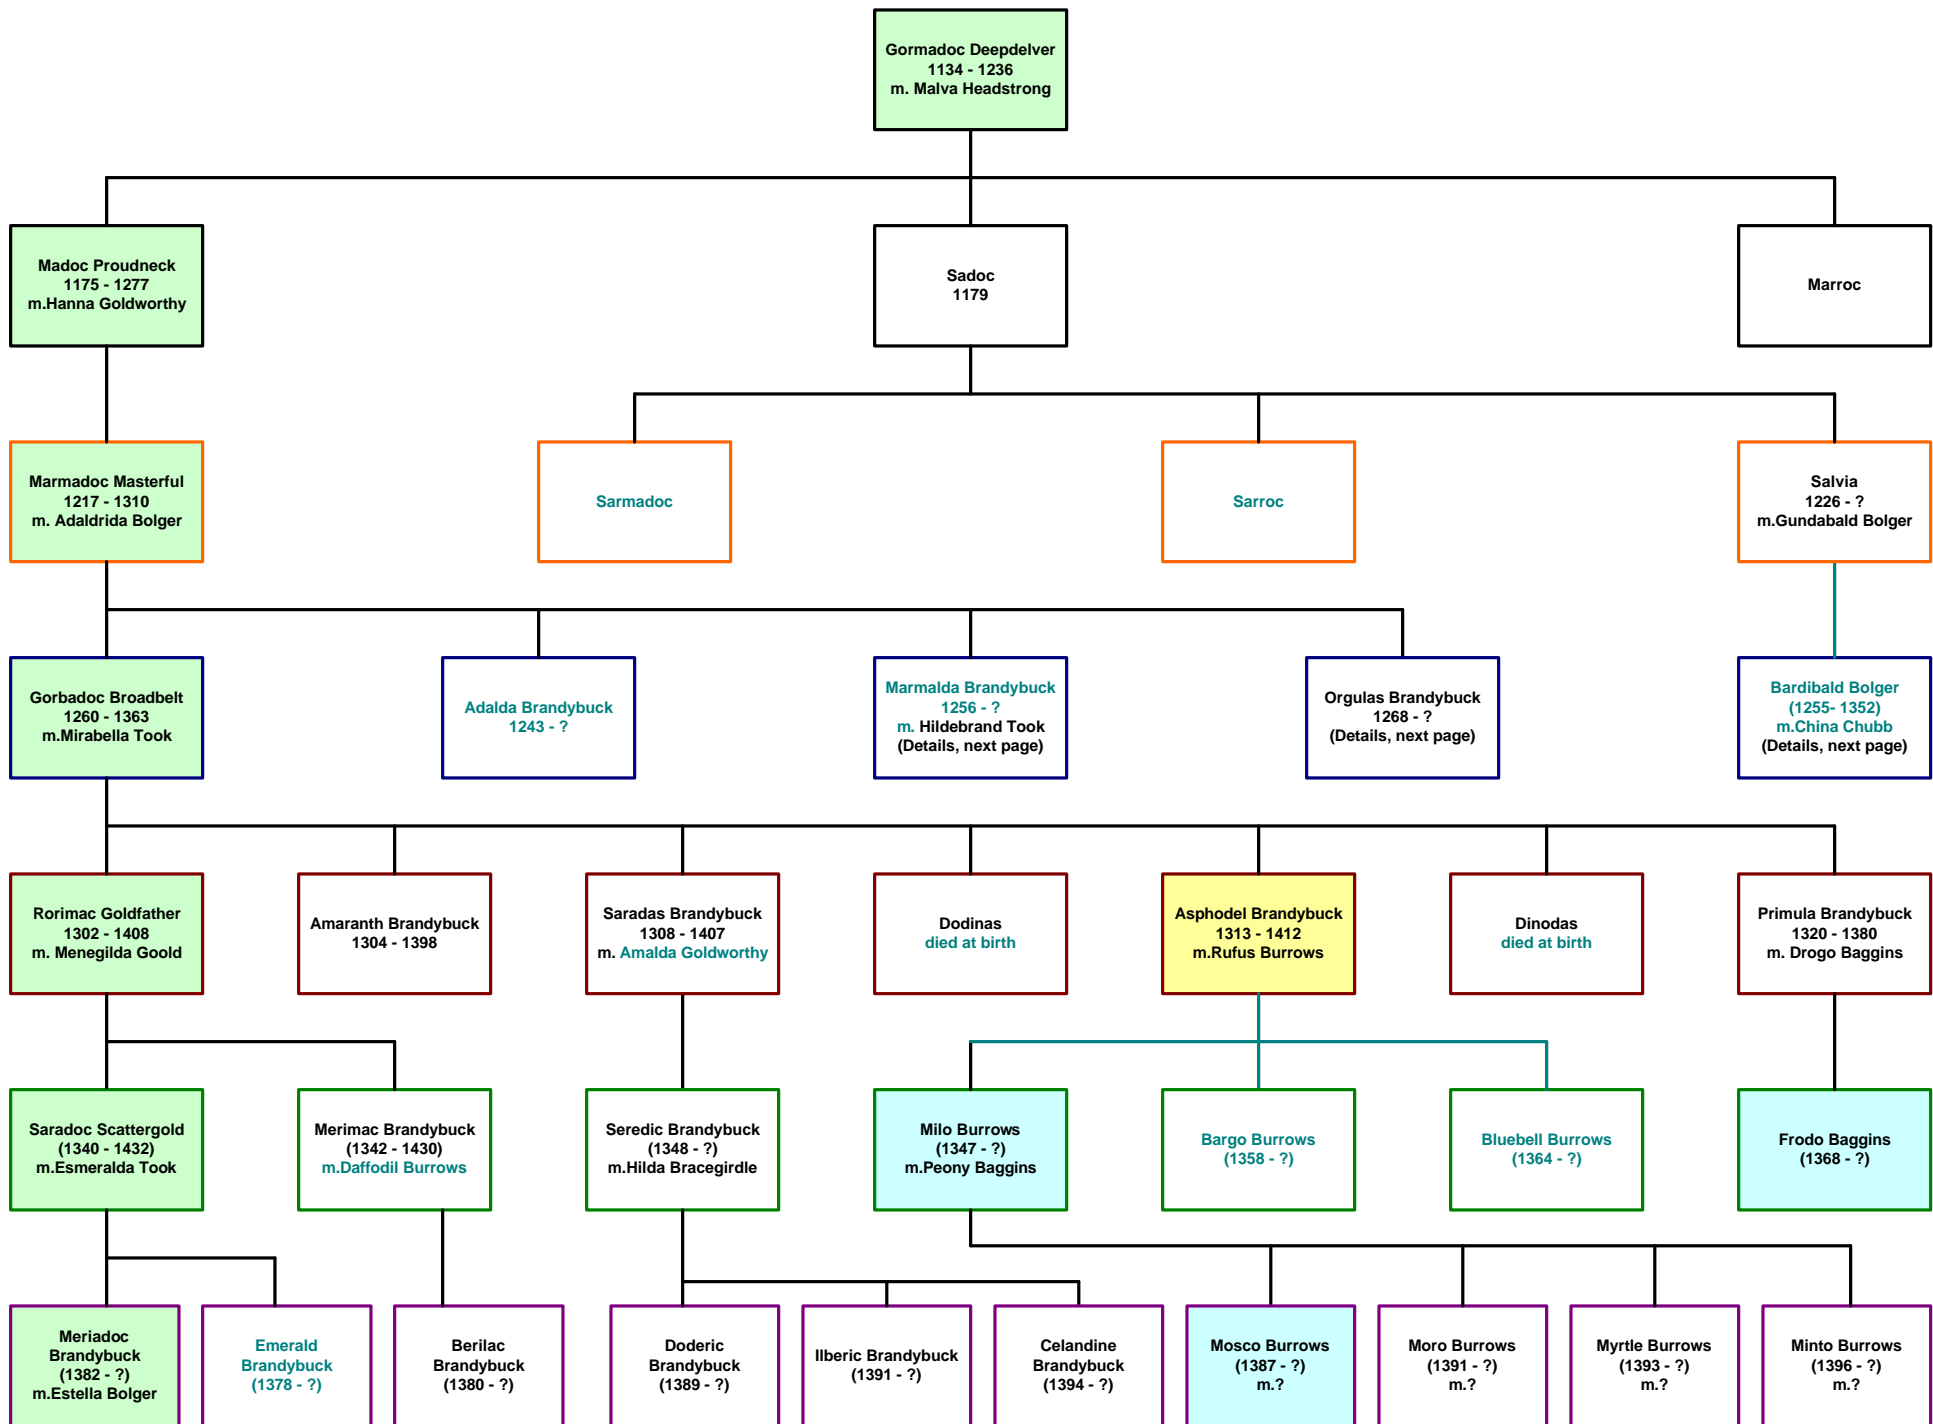 Gormadoc Deepdelver
1134 - 1236
m. Malva Headstrong
Madoc Proudneck
1175 - 1277
m.Hanna Goldworthy
Sadoc
1179
Marroc
Marmadoc Masterful
1217 - 1310
m. Adaldrida Bolger
Sarmadoc
Sarroc
Salvia
1226 - ?
m.Gundabald Bolger
Gorbadoc Broadbelt
1260 - 1363
m.Mirabella Took
Adalda Brandybuck
1243 - ?
Marmalda Brandybuck
1256 - ?
m. Hildebrand Took
(Details, next page)
Orgulas Brandybuck
1268 - ?
(Details, next page)
Bardibald Bolger
(1255- 1352)
m.China Chubb
(Details, next page)
Rorimac Goldfather
1302 - 1408
m. Menegilda Goold
Amaranth Brandybuck
1304 - 1398
Saradas Brandybuck
1308 - 1407
m. Amalda Goldworthy
Dodinas
died at birth
Asphodel Brandybuck
1313 - 1412
m.Rufus Burrows
Dinodas
died at birth
Primula Brandybuck
1320 - 1380
m. Drogo Baggins
Saradoc Scattergold
(1340 - 1432)
m.Esmeralda Took
Merimac Brandybuck
(1342 - 1430)
m.Daffodil Burrows
Seredic Brandybuck
(1348 - ?)
m.Hilda Bracegirdle
Milo Burrows
(1347 - ?)
m.Peony Baggins
Bargo Burrows
(1358 - ?)
Bluebell Burrows
(1364 - ?)
Frodo Baggins
(1368 - ?)
Meriadoc
Brandybuck
(1382 - ?)
m.Estella Bolger
Emerald
Brandybuck
(1378 - ?)
Berilac
Brandybuck
(1380 - ?)
Doderic
Brandybuck
(1389 - ?)
Ilberic Brandybuck
(1391 - ?)
Celandine
Brandybuck
(1394 - ?)
Mosco Burrows
(1387 - ?)
m.?
Moro Burrows
(1391 - ?)
m.?
Myrtle Burrows
(1393 - ?)
m.?
Minto Burrows
(1396 - ?)
m.?